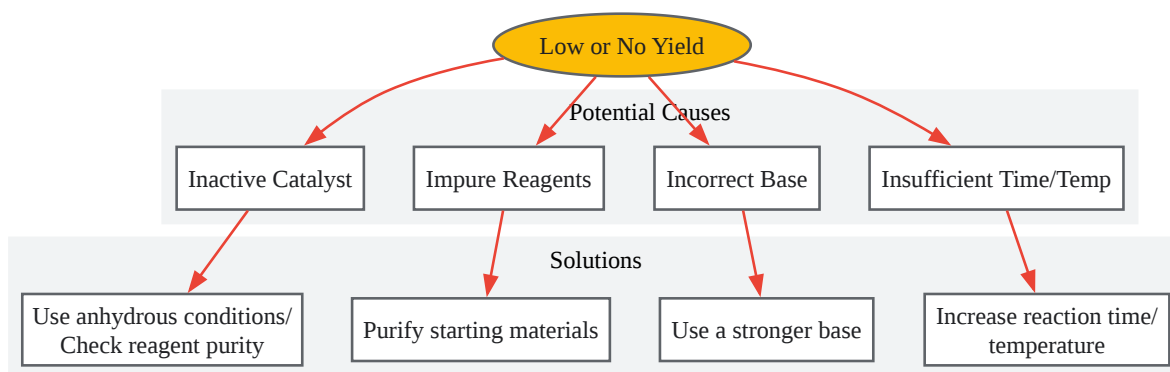 Low or No Yield
Potential Causes
Inactive Catalyst
Impure Reagents
Incorrect Base
Insufficient Time/Temp
Solutions
Use anhydrous conditions/
Check reagent purity
Purify starting materials
Use a stronger base
Increase reaction time/
temperature